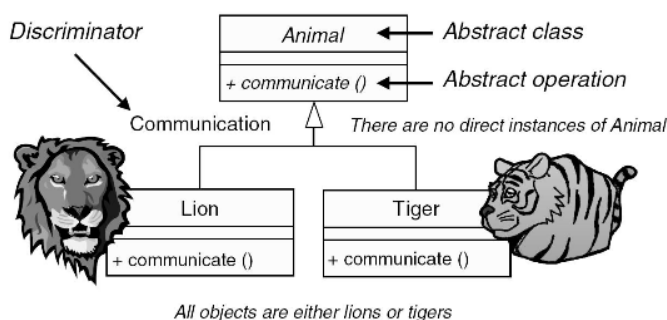 Discriminator
Animal
Abstract class
+ communicate ()
Abstract operation
Communication
There are no direct instances of Animal
Lion
Tiger
+ communicate ()
+ communicate ()
All objects are either lions or tigers